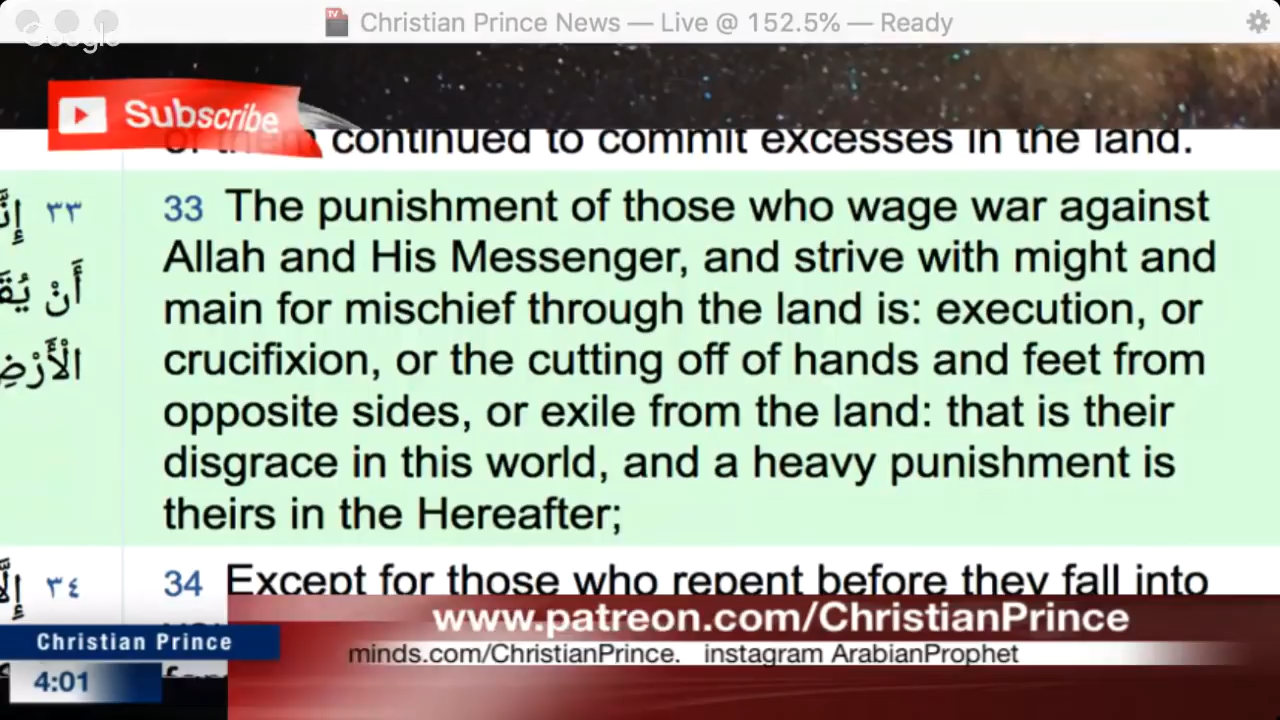 Christian Prince News — Live @ 152.5% — Ready
Google
Subscribe
continued to commit excesses in the land.
إِنَّ ٣٣
33 The punishment of those who wage war against
Allah and His Messenger, and strive with might and
أَنْ
main for mischief through the land is: execution, or
الْأَرْضِ
crucifixion, or the cutting off of hands and feet from
opposite sides, or exile from the land: that is their
disgrace in this world, and a heavy punishment is
theirs in the Hereafter;
٣٤
34 Except for those who repent before they fall into
www.patreon.com/ChristianPrince
Christian Prince
minds.com/ChristianPrince. instagram ArabianProphet
4:01